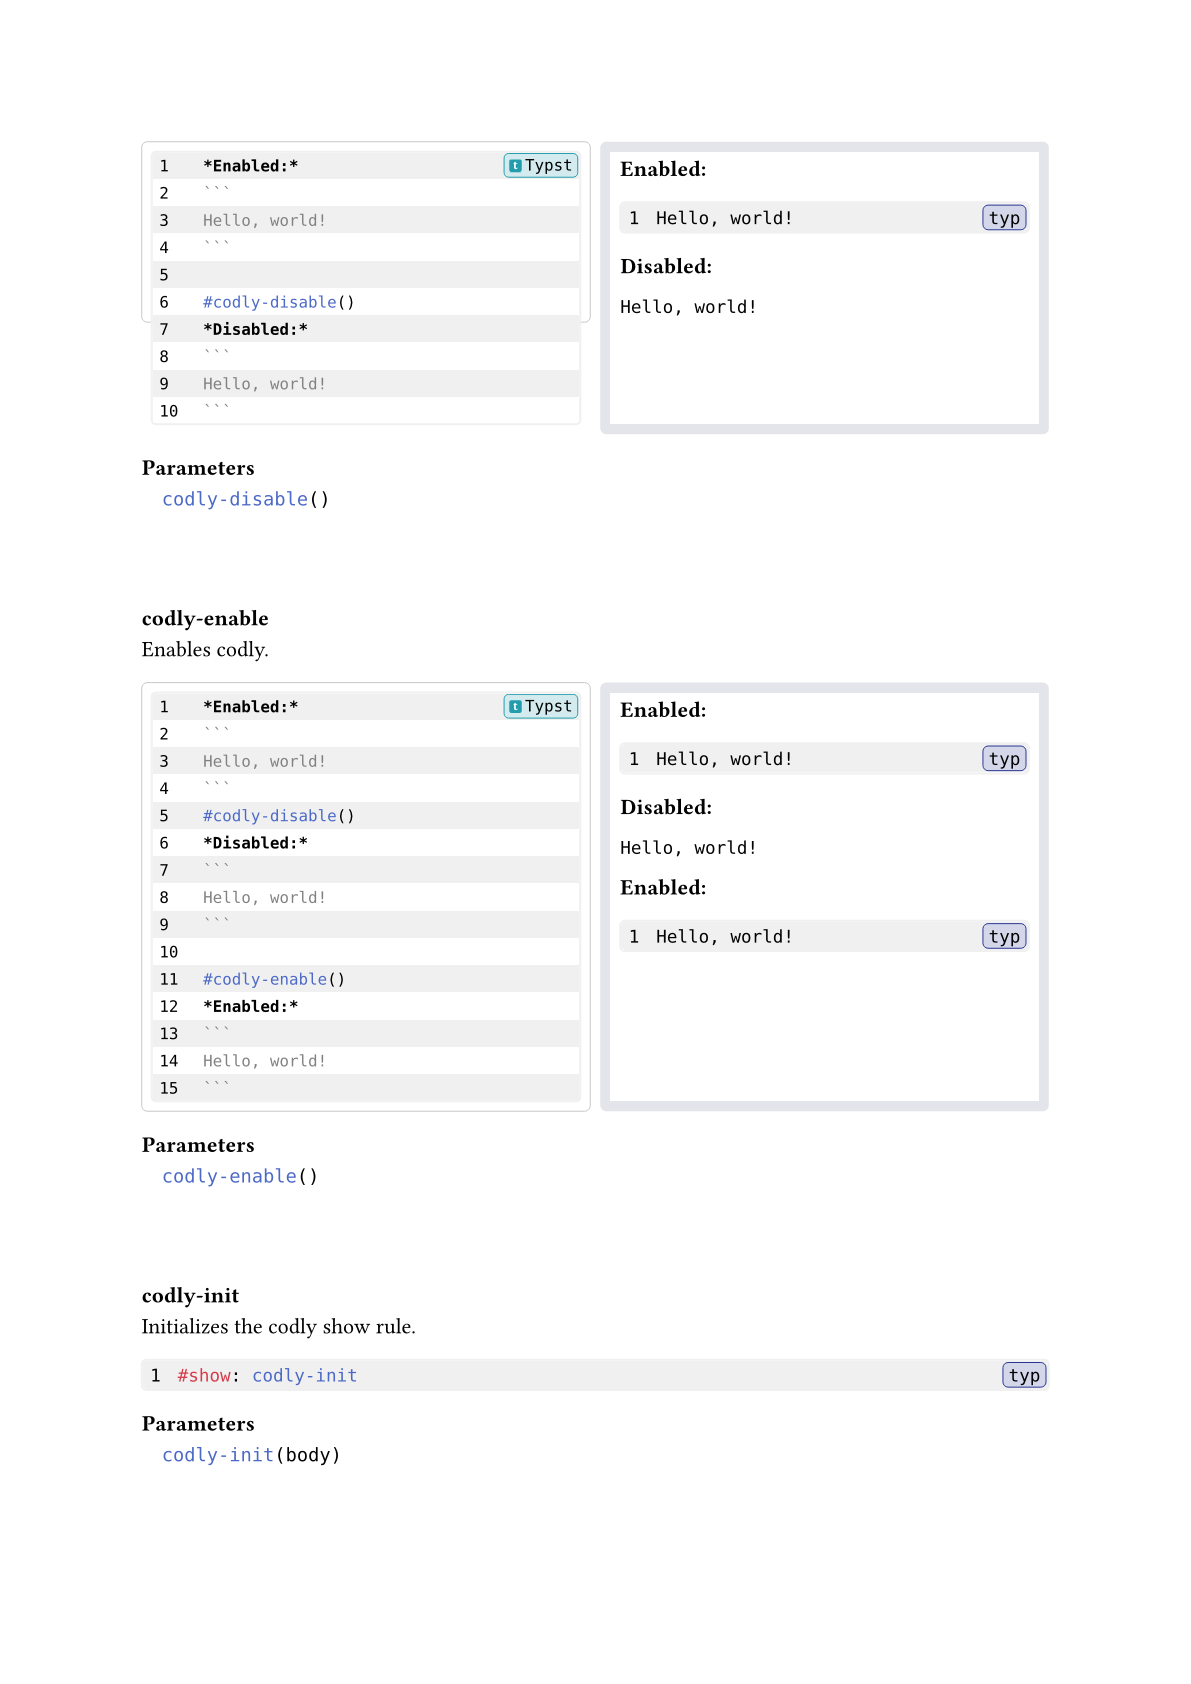 1 *Enabled:* Typst
2 ```
3 Hello, world!
4 ```
5
6 #codly-disable()
7 *Disabled:*
8 ```
9 Hello, world!
10 ```
Enabled:
1 Hello, world! typ
Disabled:
Hello, world!
Parameters
codly-disable()
codly-enable
Enables codly.
1 *Enabled:* Typst
2 ```
3 Hello, world!
4 ```
5 #codly-disable()
6 *Disabled:*
7 ```
8 Hello, world!
9 ```
10
11 #codly-enable()
12 *Enabled:*
13 ```
14 Hello, world!
15 ```
Enabled:
1 Hello, world! typ
Disabled:
Hello, world!
Enabled:
1 Hello, world! typ
Parameters
codly-enable()
codly-init
Initializes the codly show rule.
1 #show: codly-init typ
Parameters
codly-init(body)